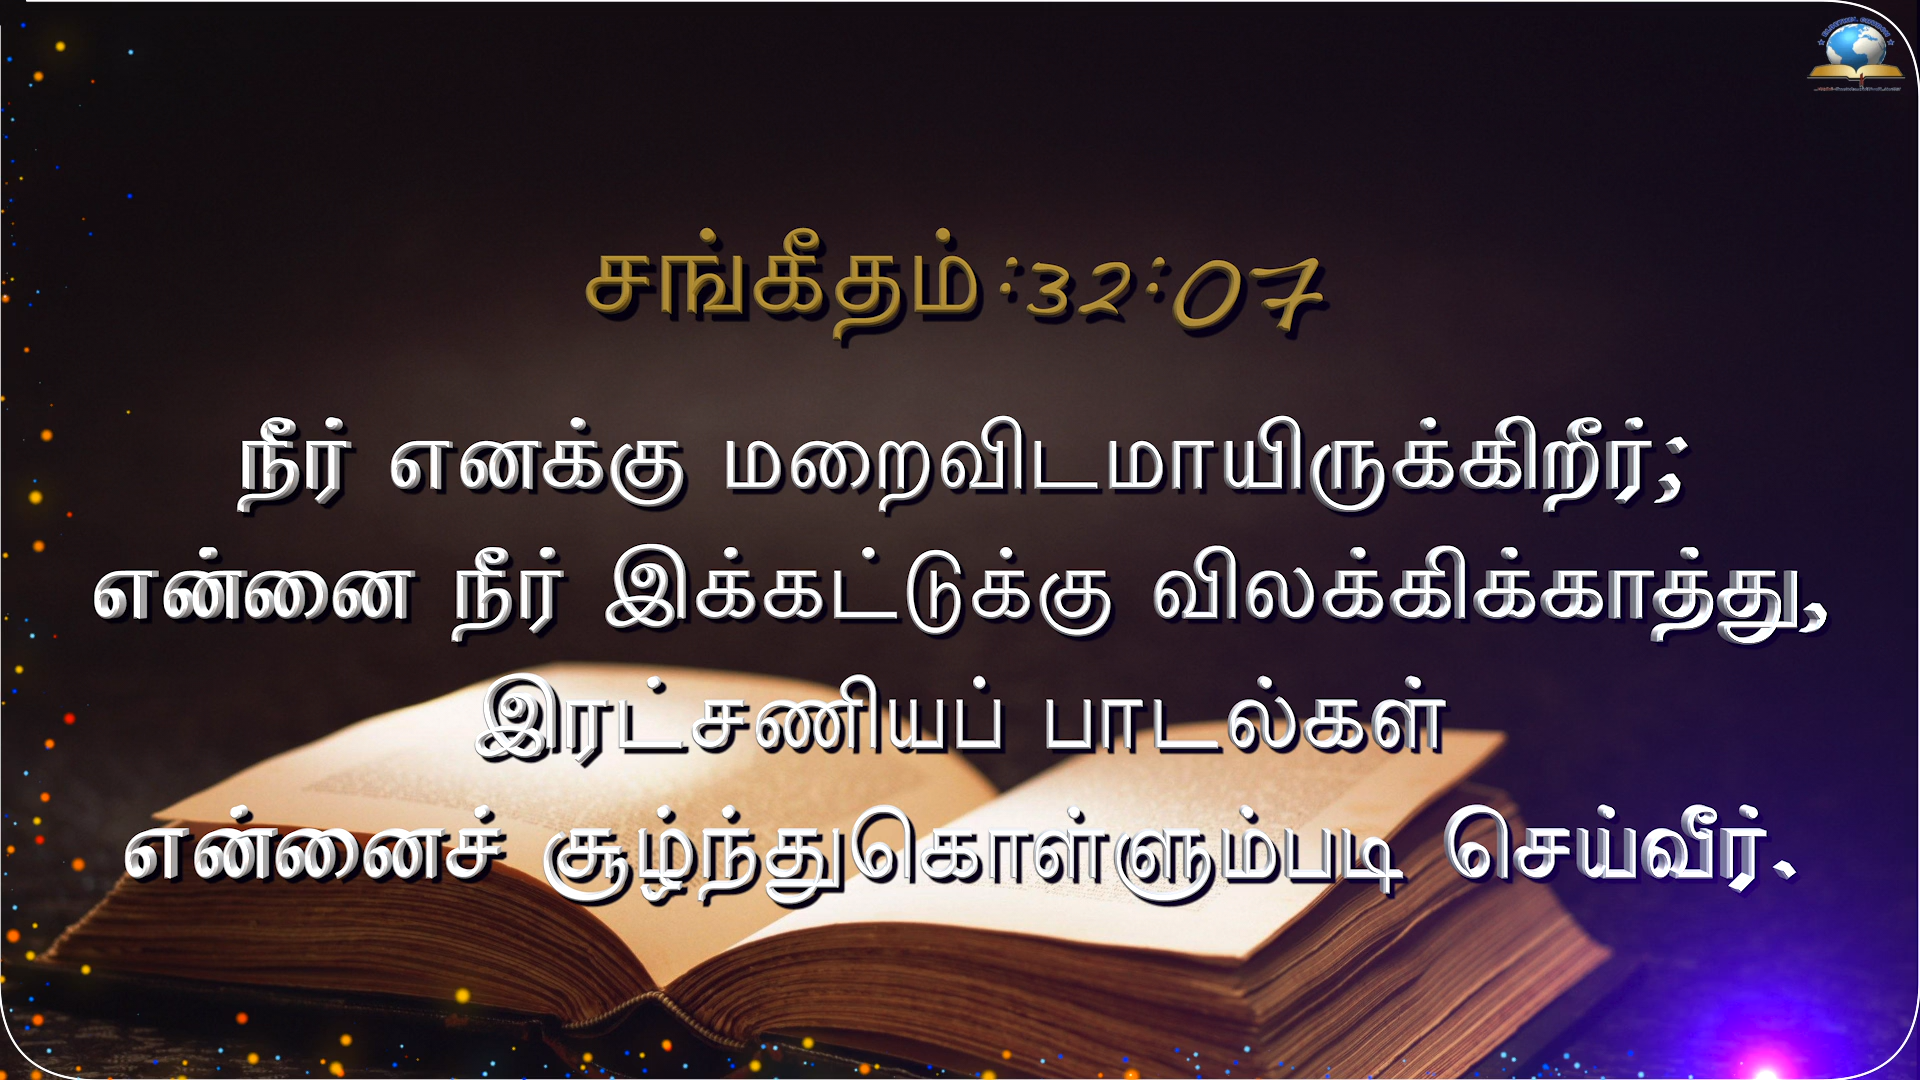 சங்கீதம் :32:07
நீர் எனக்கு மறைவிடமாயிருக்கிறீர்;
என்னை நீர் இக்கட்டுக்கு விலக்கிக்காத்து,
இரட்சணியப் பாடல்கள்
என்னைச் சூழ்ந்துகொள்ளும்படி செய்வீர்.